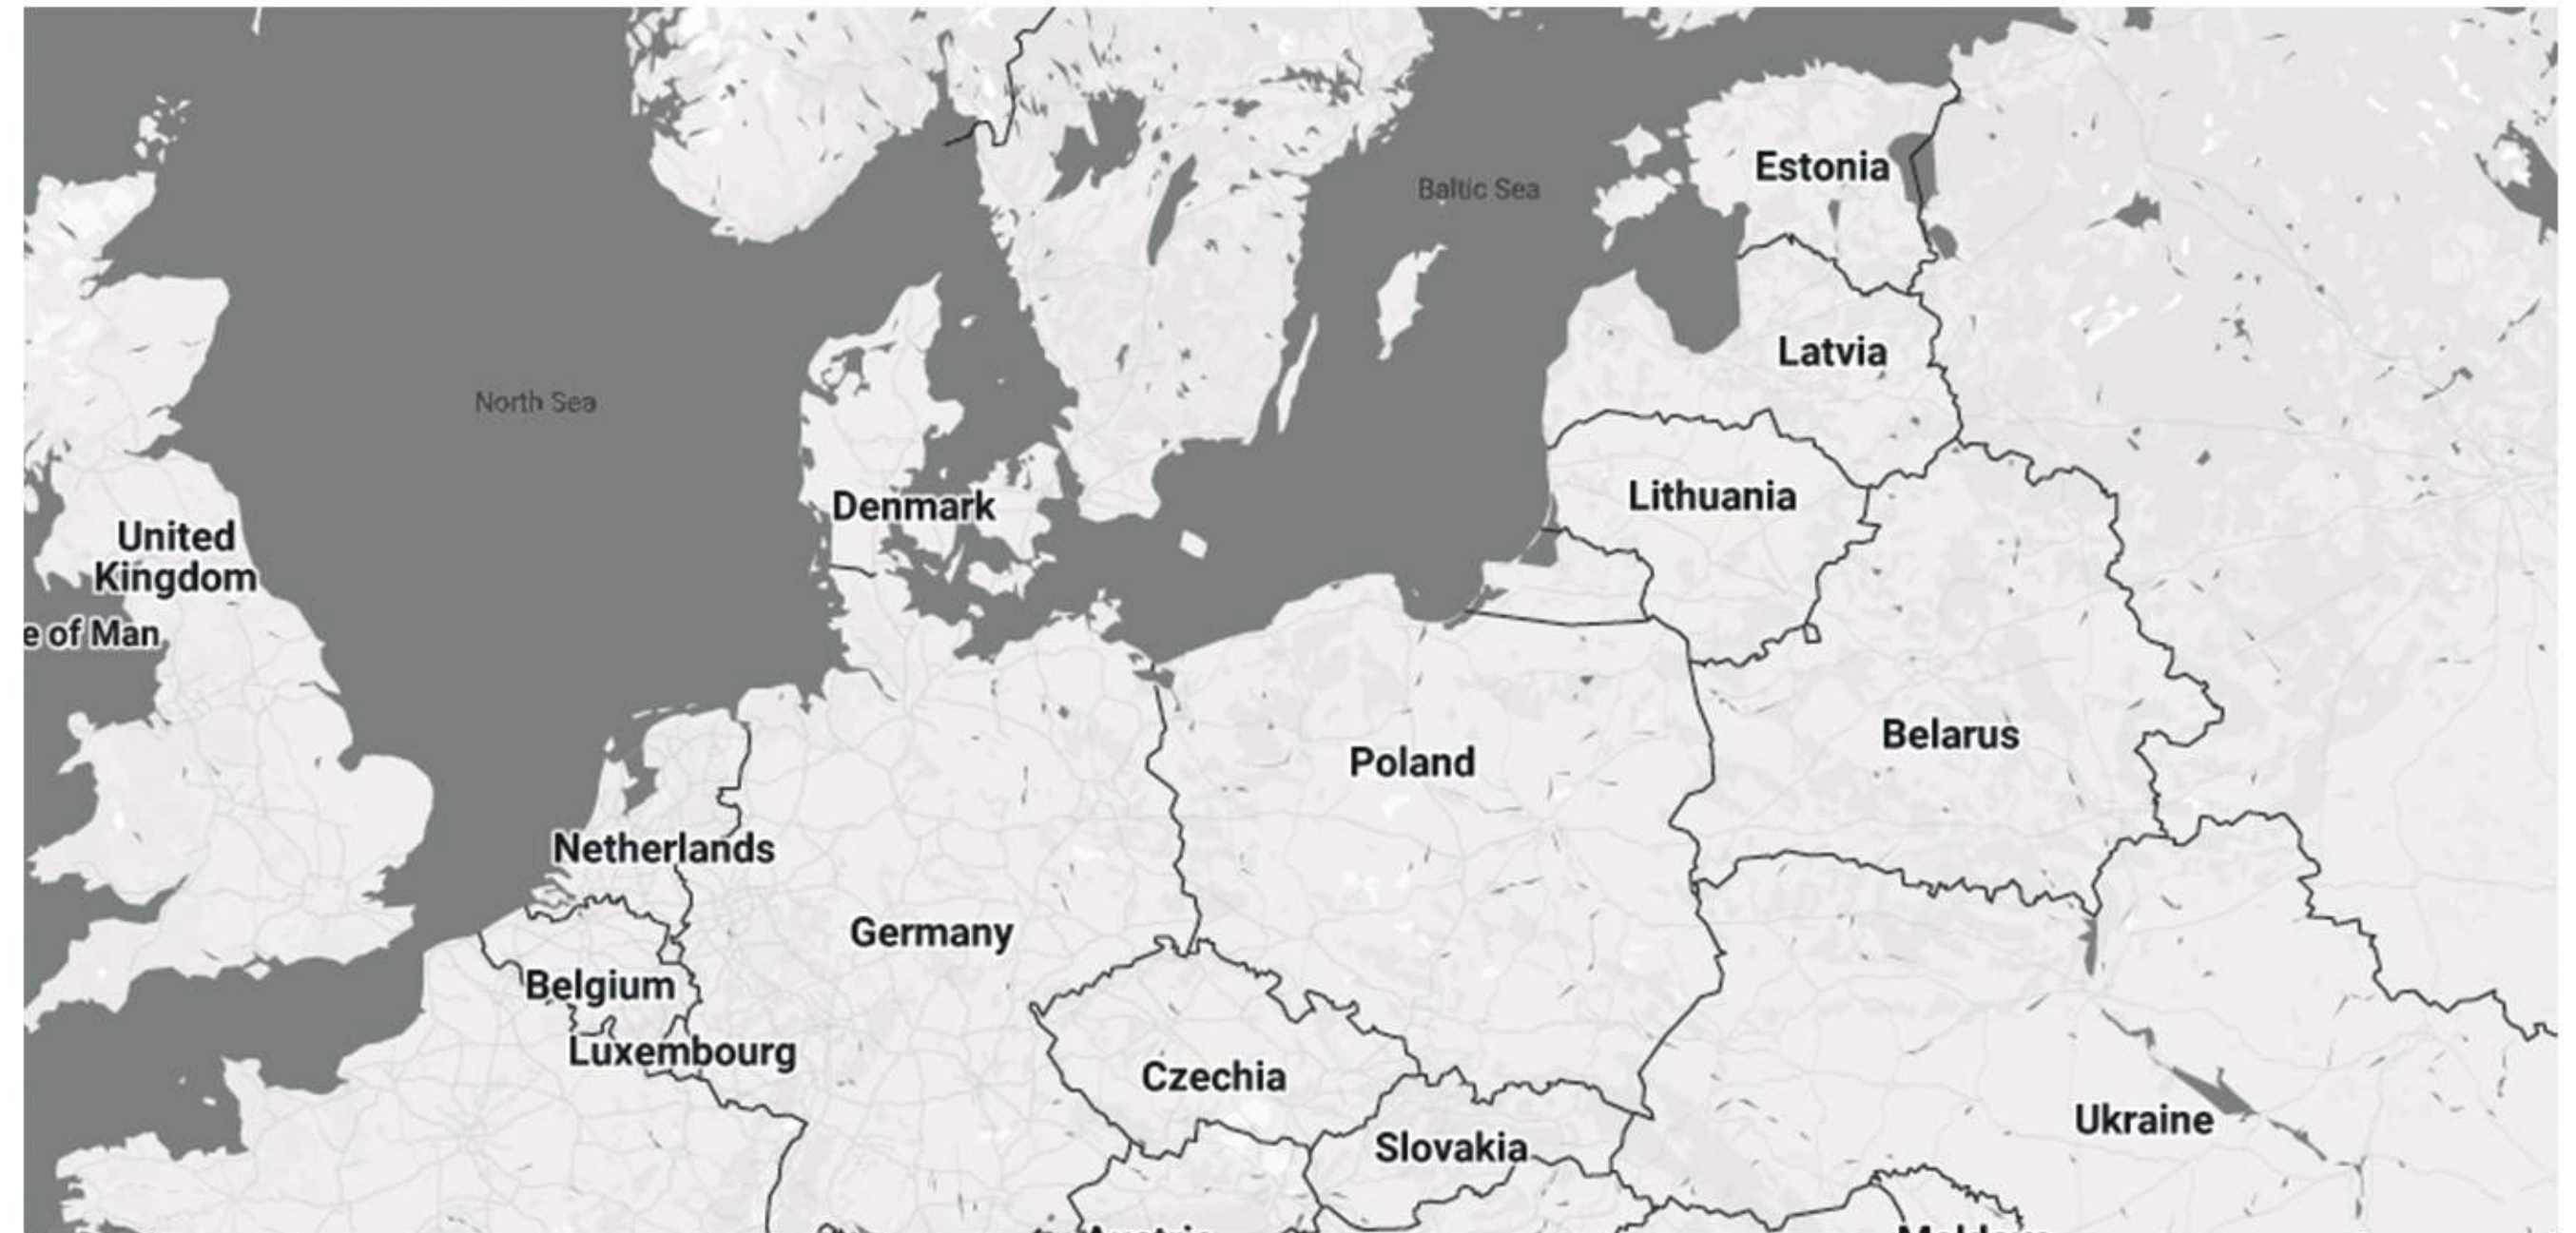 Estonia
Baltic Sea
Latvia
North Sea
Lithuania
Denmark
United
Kingdom
e of Man
Belarus
Poland
Netherlands
Germany
Belgium
Luxembourg
Czechia
Ukraine
Slovakia